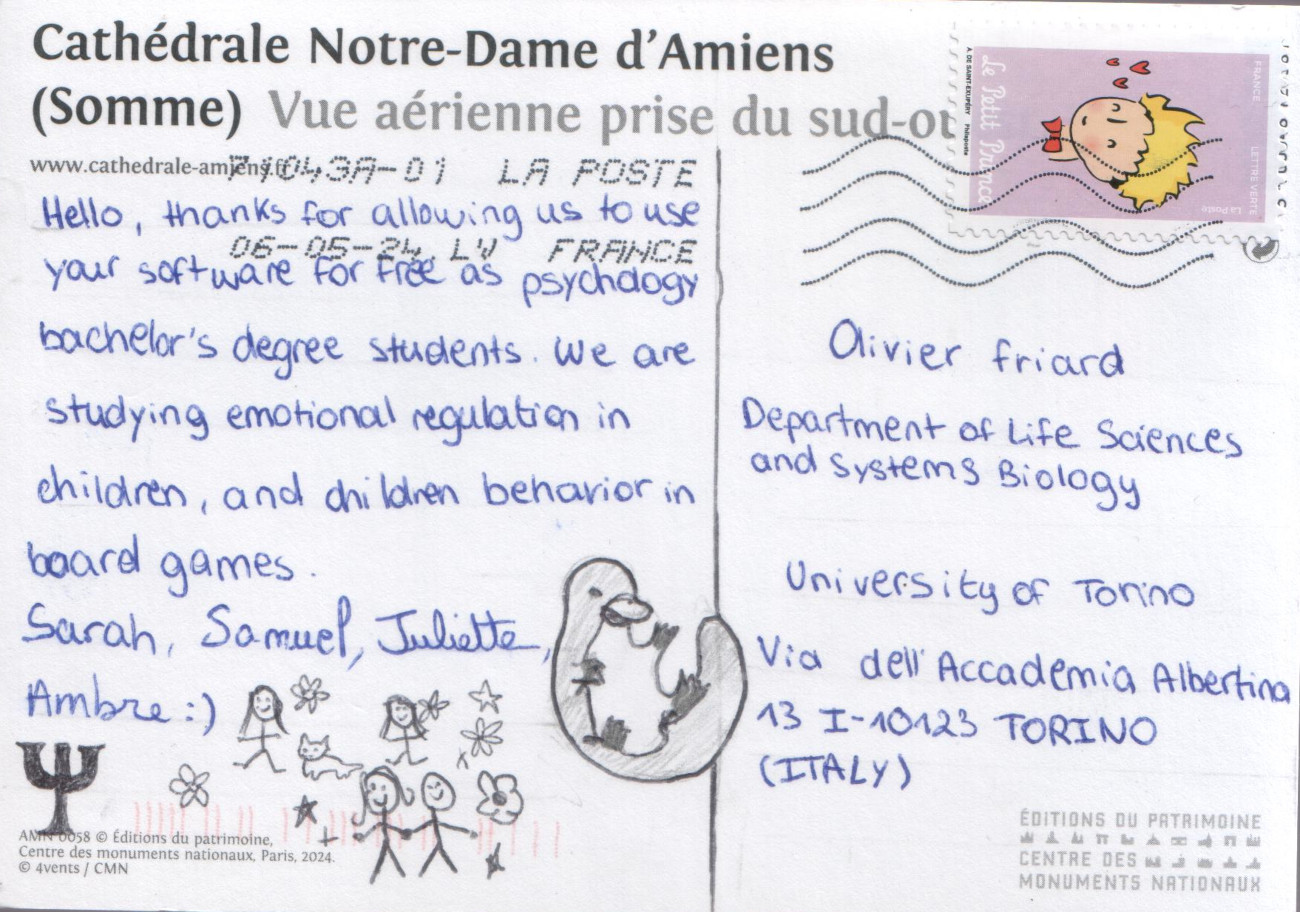 Cathédrale Notre-Dame d'Amiens
(Somme) Vue aérienne prise du sud-ou
www.cathedrale-amiens.fr
043A-01 LA POSTE
06-05-24 LV FRANCE
Hello, thanks for allowing us to use
your software for free as psychology
bachelor's degree students. We are
studying emotional regulation in
children, and children behavior in
board games.
Sarah, Samuel, Juliette,
Ambre :)
Ψ
AMN 0058 © Éditions du patrimoine,
Centre des monuments nationaux, Paris, 2024.
© 4vents / CMN
FRANCE
LETTRE VERTE
La Poste
Le Petit Prince
A DE SAINT-EXUPÉRY Philaposte
Olivier Friard
Department of Life Sciences
and Systems Biology
University of Torino
Via dell'Accademia Albertina
13 I-10123 TORINO
(ITALY)
ÉDITIONS DU PATRIMOINE
CENTRE DES
MONUMENTS NATIONAUX